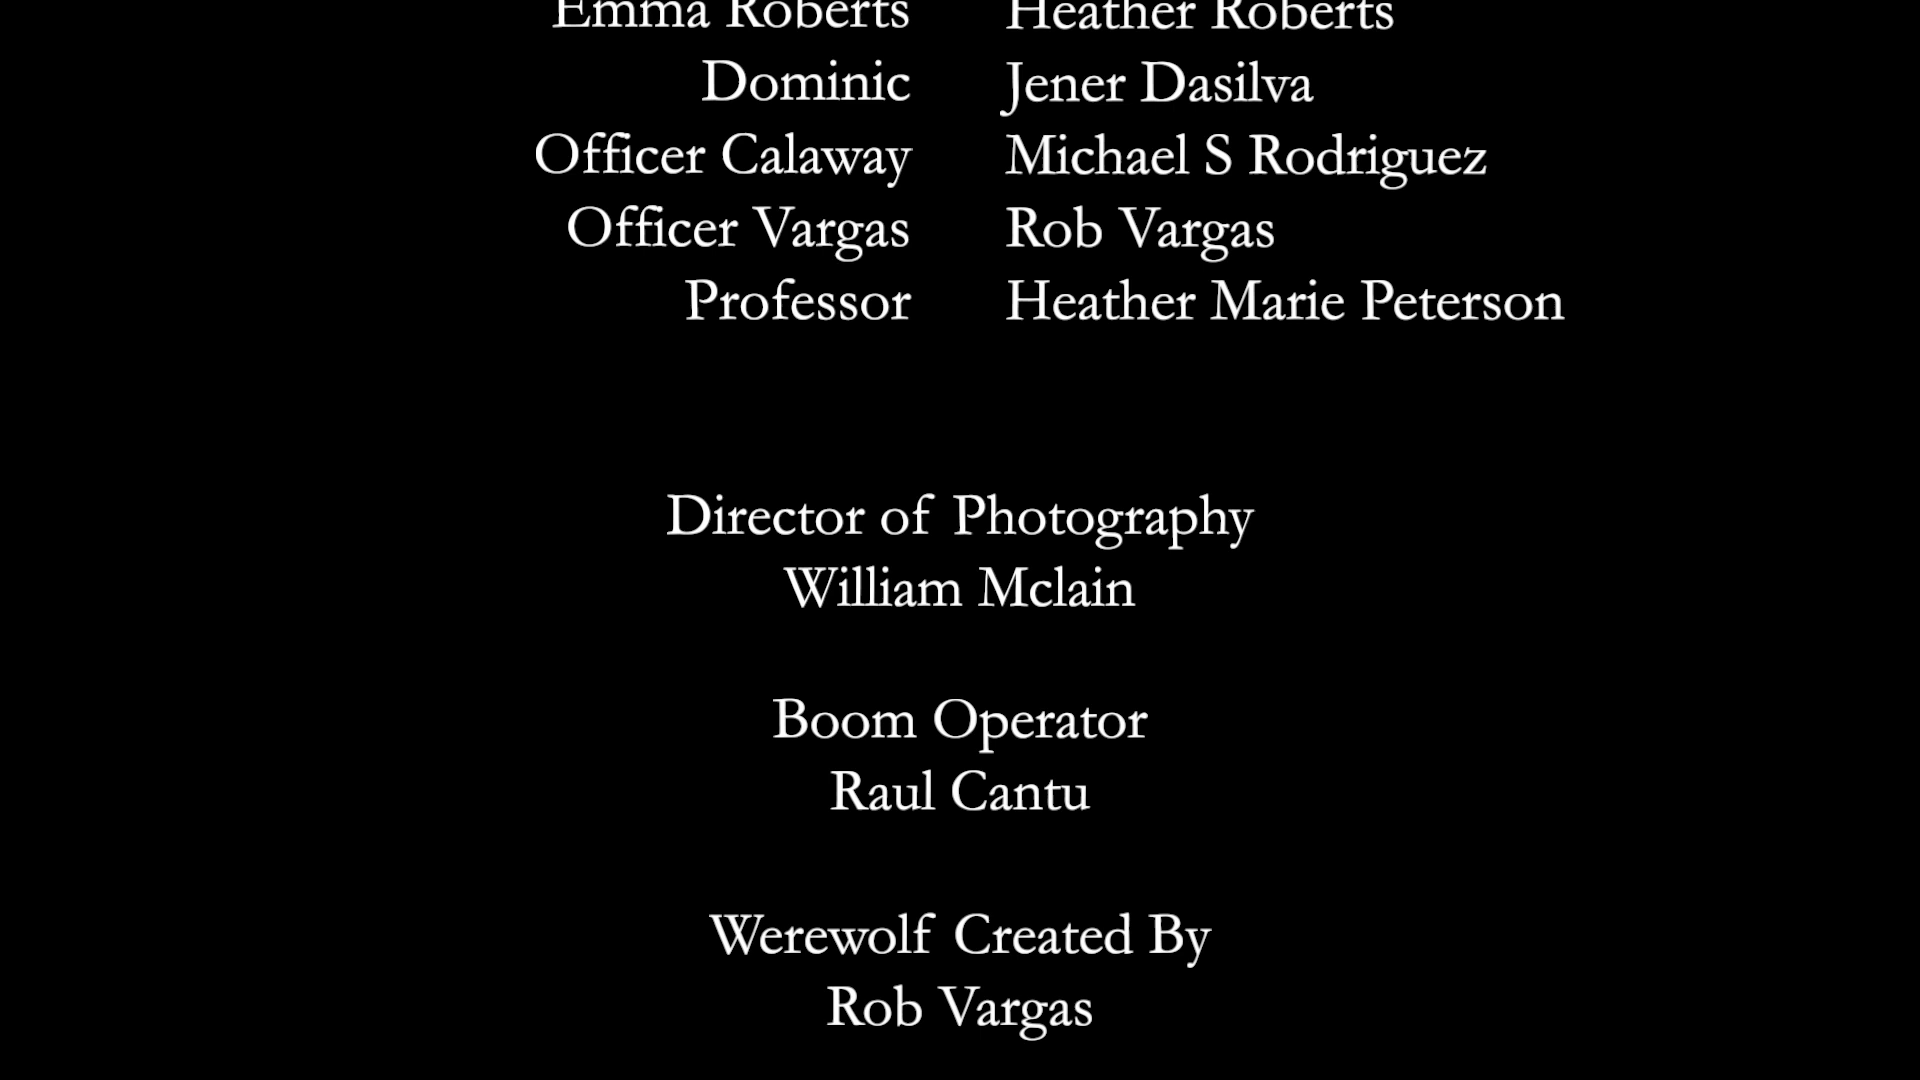 Emma Roberts Heather Roberts
Dominic Jener Dasilva
Officer Calaway Michael S Rodriguez
Officer Vargas Rob Vargas
Professor Heather Marie Peterson
Director of Photography
William Mclain
Boom Operator
Raul Cantu
Werewolf Created By
Rob Vargas